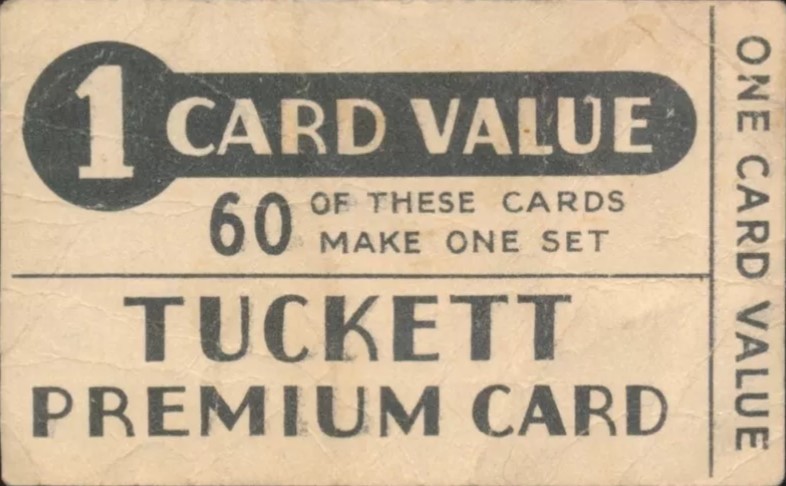 1 CARD VALUE
60 OF THESE CARDS
MAKE ONE SET
TUCKETT
PREMIUM CARD
ONE CARD VALUE